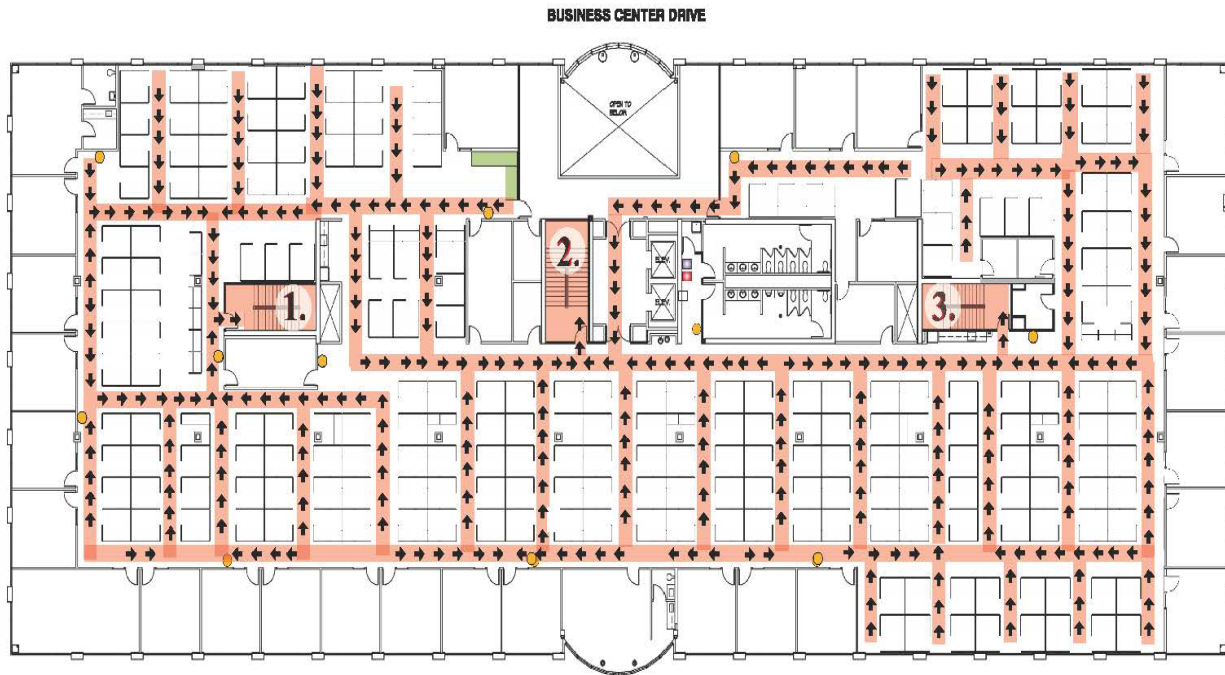 BUSINESS CENTER DRIVE
OPEN TO
BELOW
2.
ELEV.
1.
ELEV.
3.